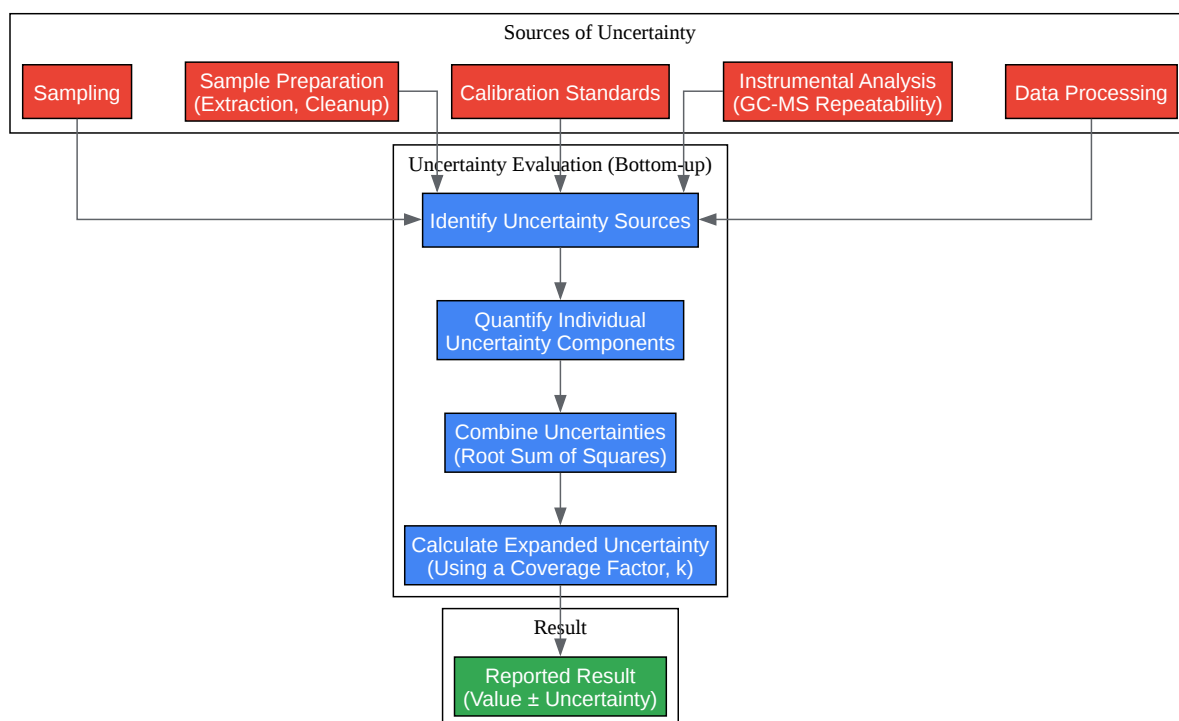 Sources of Uncertainty
Sampling
Sample Preparation
(Extraction, Cleanup)
Calibration Standards
Instrumental Analysis
(GC-MS Repeatability)
Data Processing
Uncertainty Evaluation (Bottom-up)
Identify Uncertainty Sources
Quantify Individual
Uncertainty Components
Combine Uncertainties
(Root Sum of Squares)
Calculate Expanded Uncertainty
(Using a Coverage Factor, k)
Result
Reported Result
(Value ± Uncertainty)